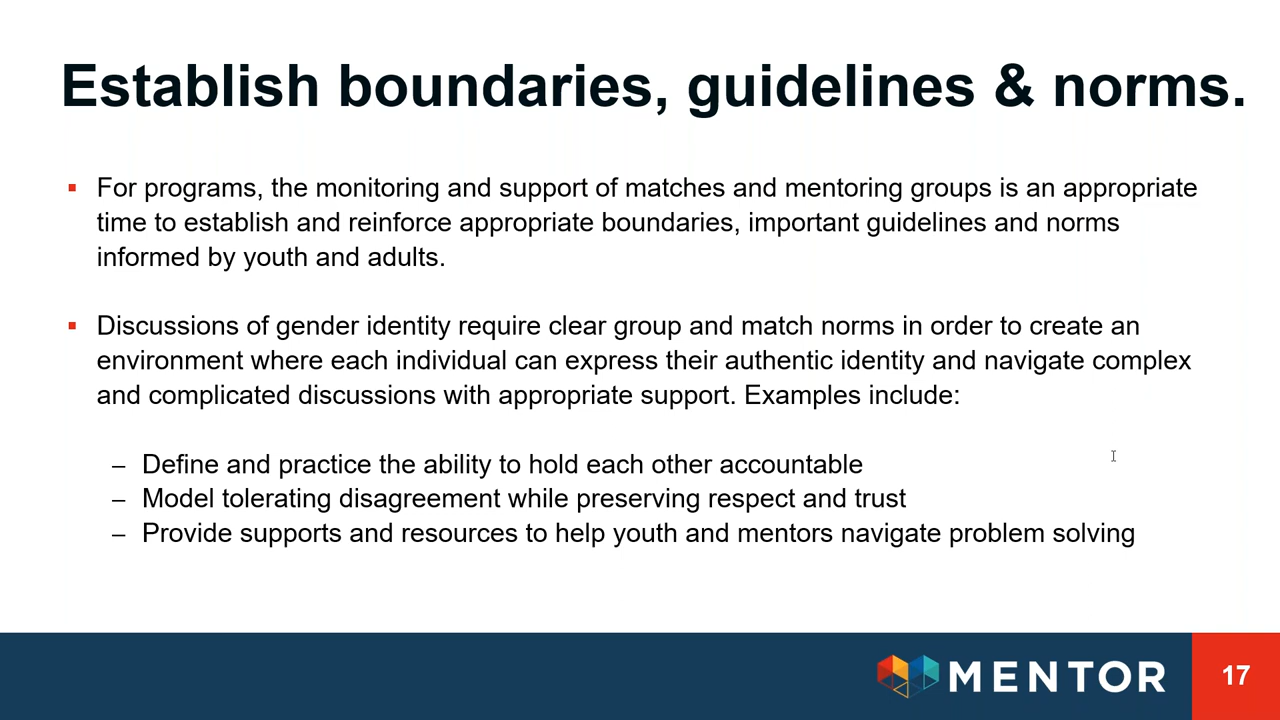 Establish boundaries, guidelines & norms.
▪ For programs, the monitoring and support of matches and mentoring groups is an appropriate
time to establish and reinforce appropriate boundaries, important guidelines and norms
informed by youth and adults.
▪ Discussions of gender identity require clear group and match norms in order to create an
environment where each individual can express their authentic identity and navigate complex
and complicated discussions with appropriate support. Examples include:
– Define and practice the ability to hold each other accountable
– Model tolerating disagreement while preserving respect and trust
– Provide supports and resources to help youth and mentors navigate problem solving
MENTOR
17